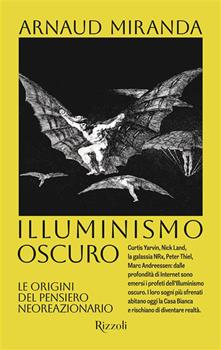 ARNAUD MIRANDA
ILLUMINISMO
OSCURO
Curtis Yarvin, Nick Land,
la galassia NRx, Peter Thiel,
Marc Andreessen: dalle
profondità di Internet sono
emersi i profeti dell'Illuminismo
oscuro. I loro sogni più sfrenati
abitano oggi la Casa Bianca
e rischiano di diventare realtà.
LE ORIGINI
DEL PENSIERO
NEOREAZIONARIO
Rizzoli